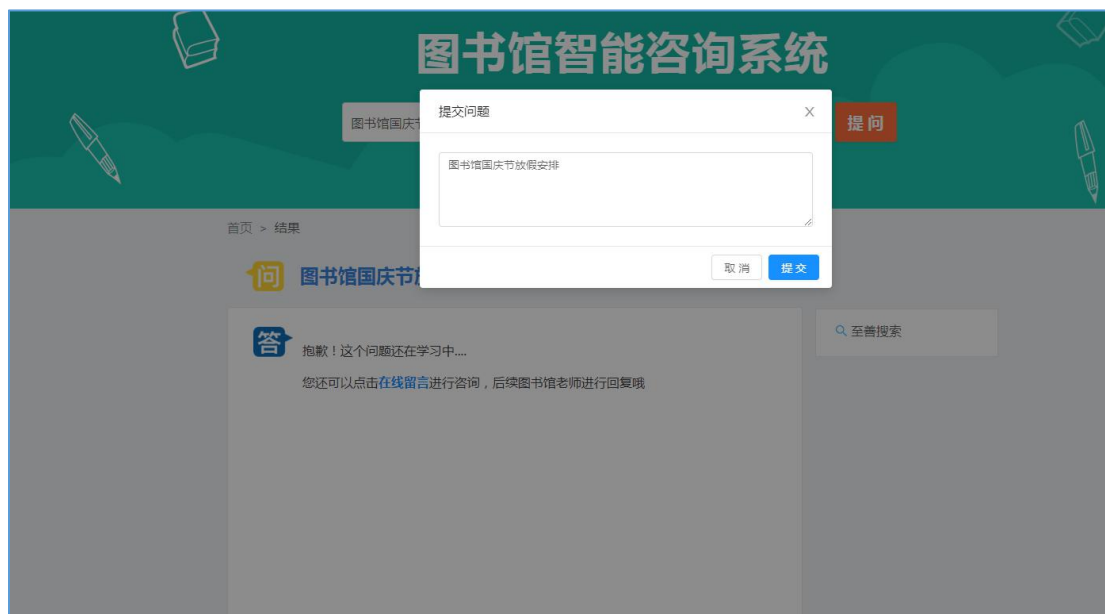 图书馆智能咨询系统
图书馆国庆节
提问
提交问题
图书馆国庆节放假安排
取 消
提 交
首页 > 结果
问
图书馆国庆节
答
抱歉！这个问题还在学习中....
您还可以点击在线留言进行咨询，后续图书馆老师进行回复哦
至善搜索